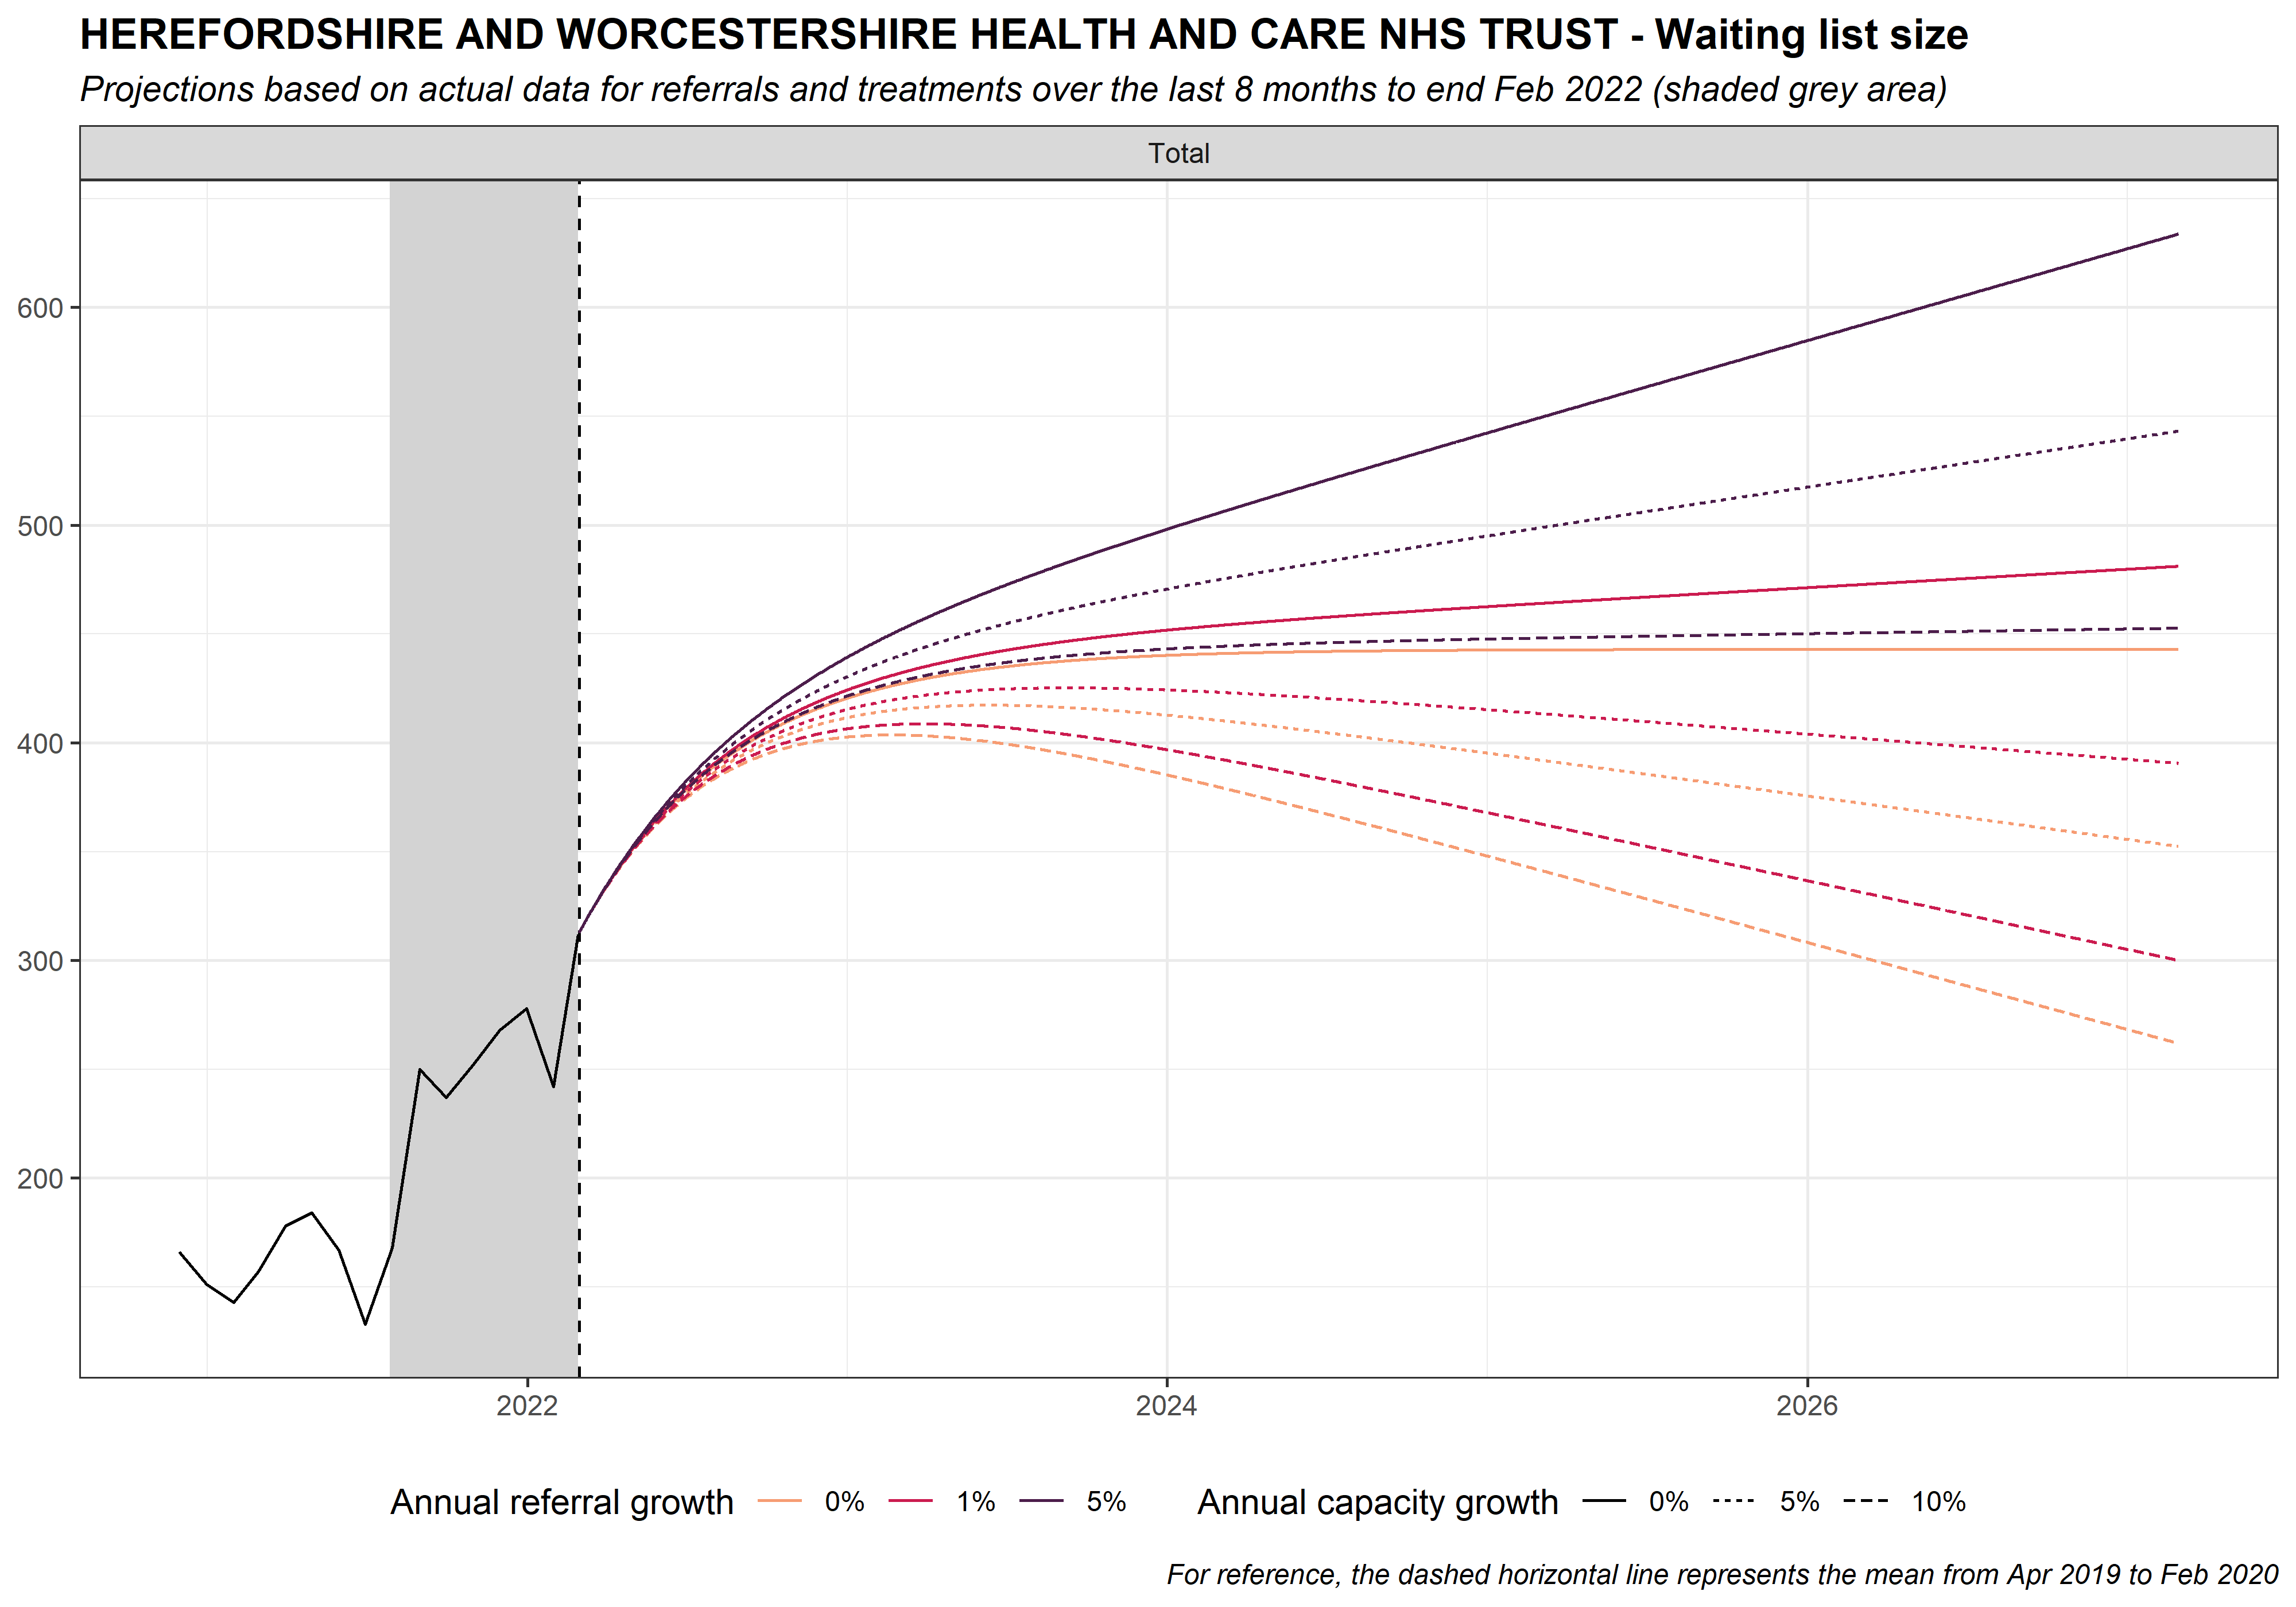 HEREFORDSHIRE AND WORCESTERSHIRE HEALTH AND CARE NHS TRUST - Waiting list size
Projections based on actual data for referrals and treatments over the last 8 months to end Feb 2022 (shaded grey area)
Total
600
500
400
300
200
2022 2024 2026
Annual referral growth 0% 1% 5% Annual capacity growth 0% 5% 10%
For reference, the dashed horizontal line represents the mean from Apr 2019 to Feb 2020